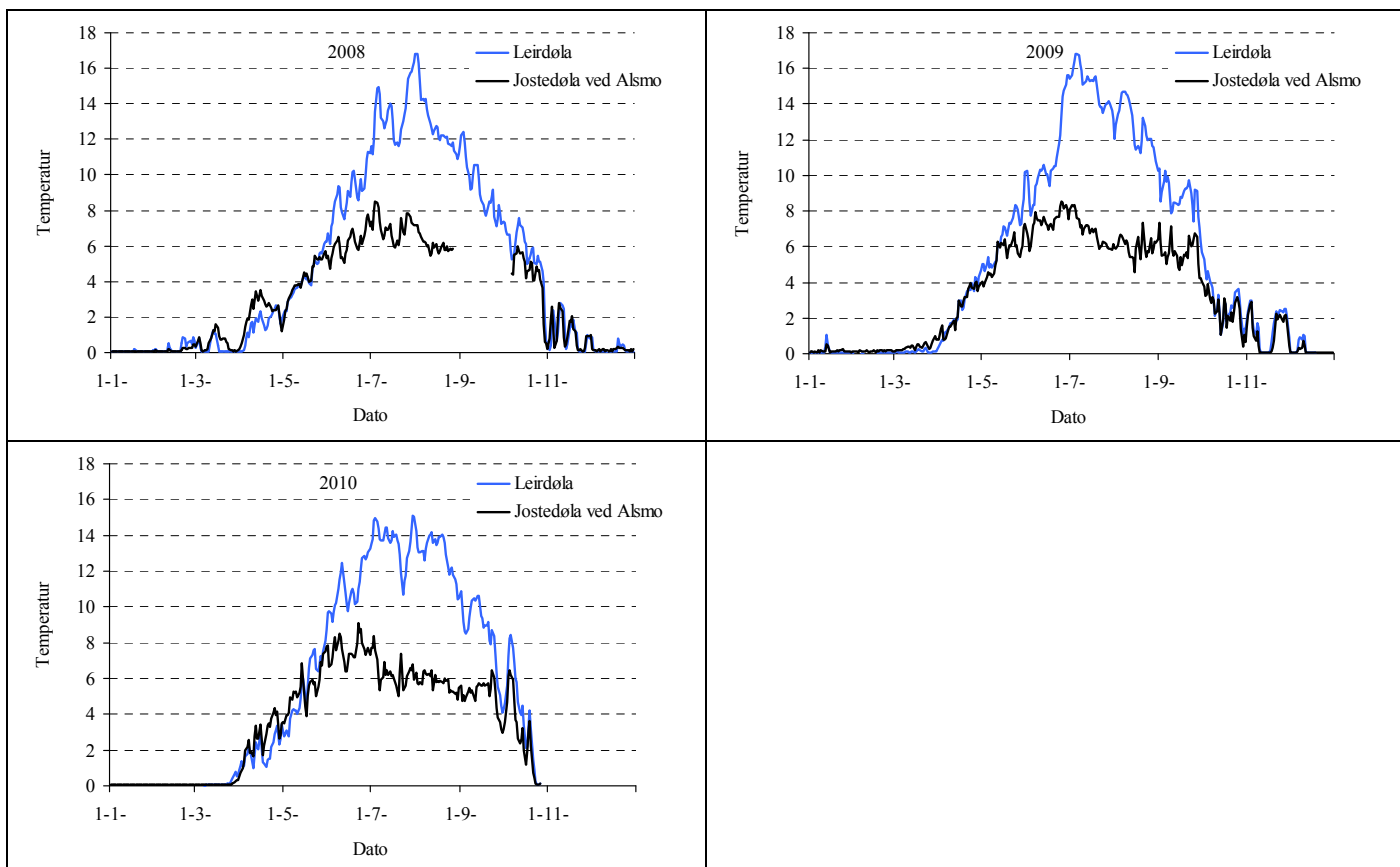 18
16
14
12
10
8
6
4
2
0
Temperatur
2008
Leirdøla
Jostedøla ved Alsmo
1-1- 1-3- 1-5- 1-7- 1-9- 1-11-
Dato
18
16
14
12
10
8
6
4
2
0
Temperatur
2009
Leirdøla
Jostedøla ved Alsmo
1-1- 1-3- 1-5- 1-7- 1-9- 1-11-
Dato
18
16
14
12
10
8
6
4
2
0
Temperatur
2010
Leirdøla
Jostedøla ved Alsmo
1-1- 1-3- 1-5- 1-7- 1-9- 1-11-
Dato